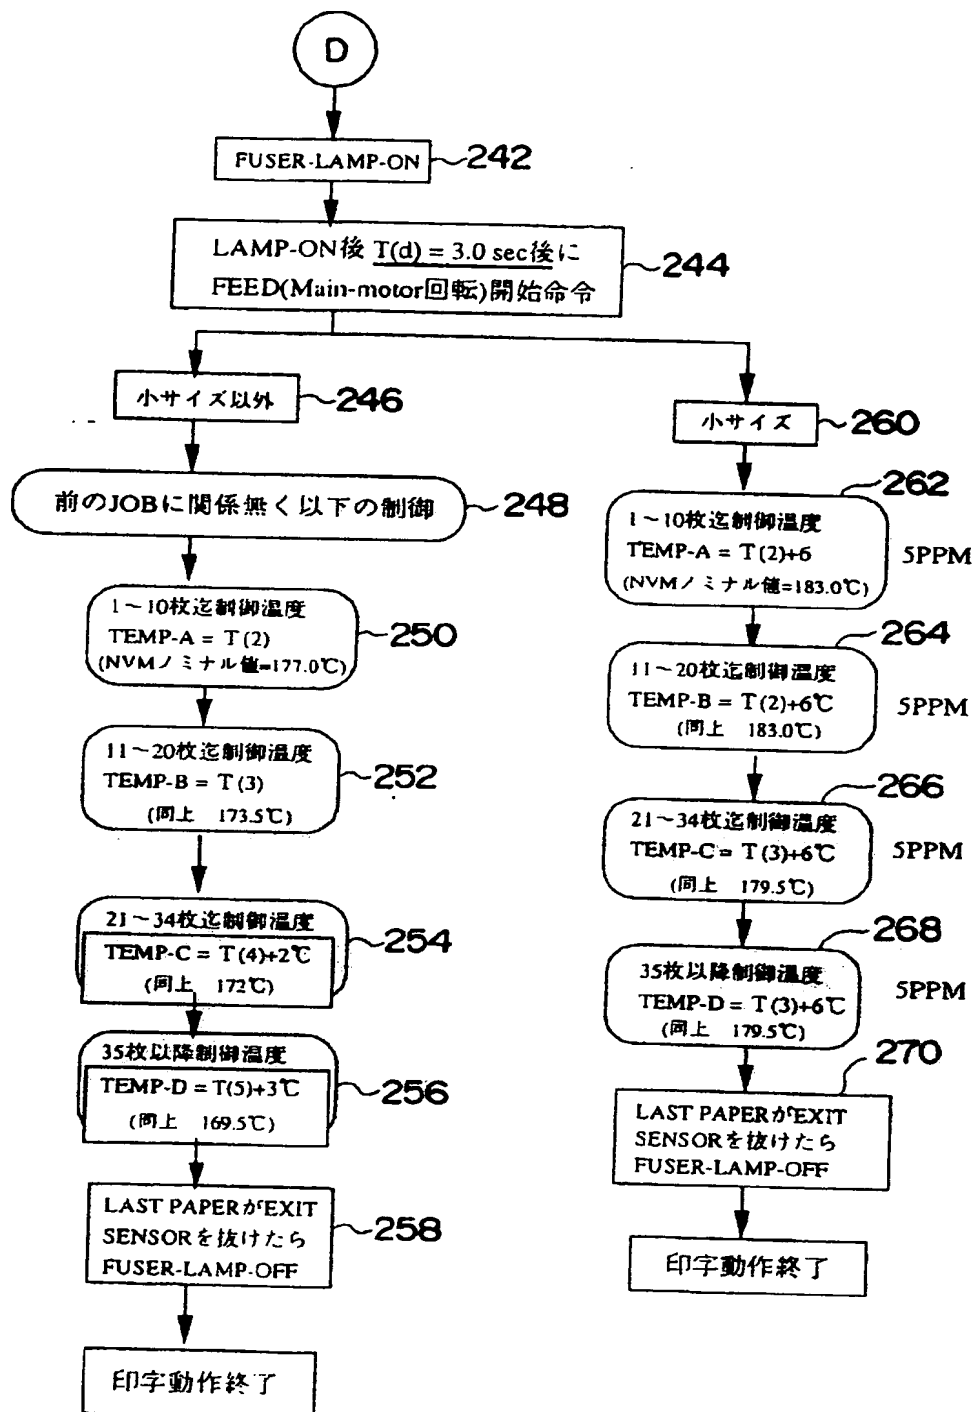 D
FUSER-LAMP-ON
242
LAMP-ON後 T(d) = 3.0 sec後に
FEED(Main-motor回転)開始命令
244
小サイズ以外
246
前のJOBに関係無く以下の制御
248
1～10枚迄制御温度
TEMP-A = T(2)
(NVMノミナル値=177.0℃)
250
11～20枚迄制御温度
TEMP-B = T(3)
(同上 173.5℃)
252
21～34枚迄制御温度
TEMP-C = T(4)+2℃
(同上 172℃)
254
35枚以降制御温度
TEMP-D = T(5)+3℃
(同上 169.5℃)
256
LAST PAPERがEXIT
SENSORを抜けたら
FUSER-LAMP-OFF
258
印字動作終了
小サイズ
260
262
1～10枚迄制御温度
TEMP-A = T(2)+6
(NVMノミナル値=183.0℃)
5PPM
264
11～20枚迄制御温度
TEMP-B = T(2)+6℃
(同上 183.0℃)
5PPM
266
21～34枚迄制御温度
TEMP-C = T(3)+6℃
(同上 179.5℃)
5PPM
268
35枚以降制御温度
TEMP-D = T(3)+6℃
(同上 179.5℃)
5PPM
270
LAST PAPERがEXIT
SENSORを抜けたら
FUSER-LAMP-OFF
印字動作終了